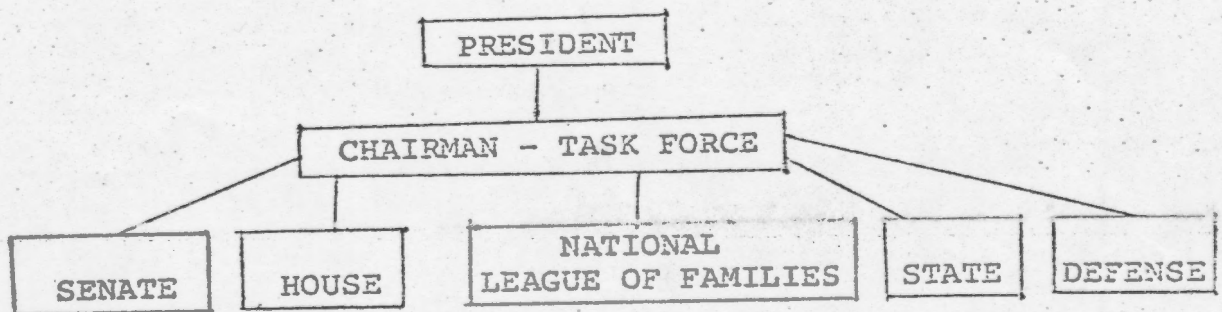 PRESIDENT
CHAIRMAN - TASK FORCE
SENATE
HOUSE
NATIONAL
LEAGUE OF FAMILIES
STATE
DEFENSE